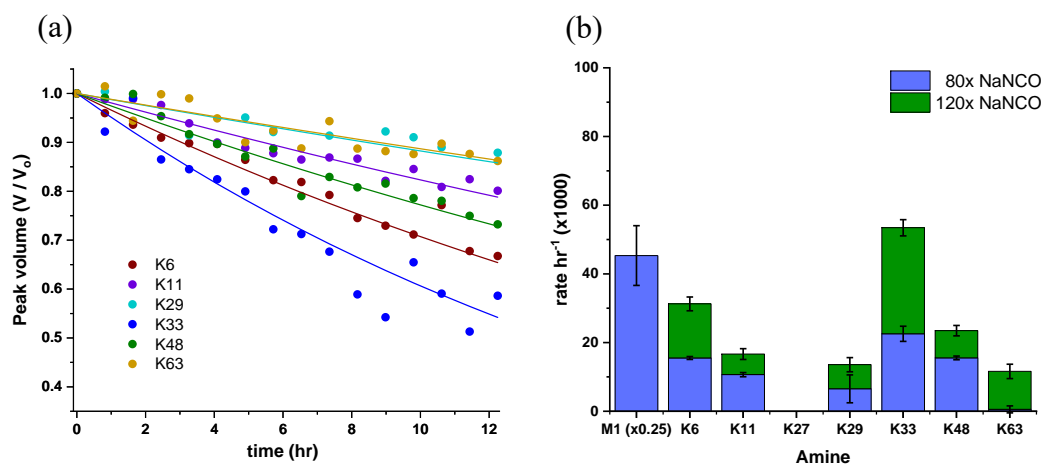 (a)
Peak volume (V / Vₒ)
1.0
0.9
0.8
0.7
0.6
0.5
0.4
K6
K11
K29
K33
K48
K63
0 2 4 6 8 10 12
time (hr)
(b)
rate hr⁻¹ (x1000)
100
80
60
40
20
0
80x NaNCO
120x NaNCO
M1 (x0.25) K6 K11 K27 K29 K33 K48 K63
Amine